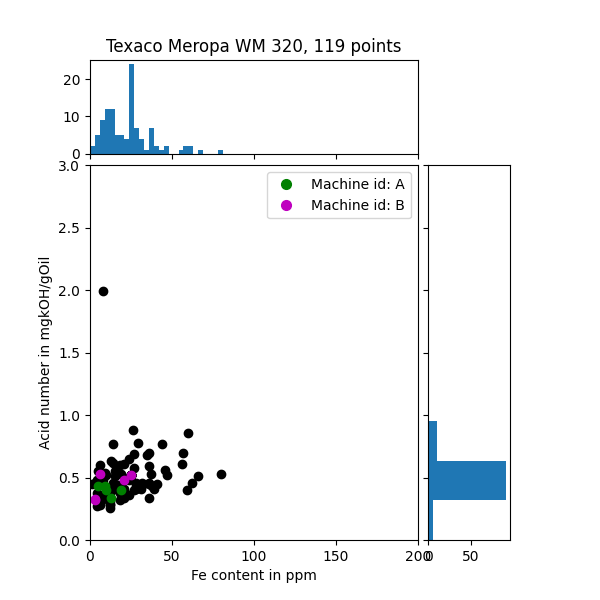 Texaco Meropa WM 320, 119 points
20
10
0
3.0
2.5
2.0
1.5
1.0
0.5
0.0
Acid number in mgkOH/gOil
Machine id: A
Machine id: B
0 50 100 150 200
0 50
Fe content in ppm